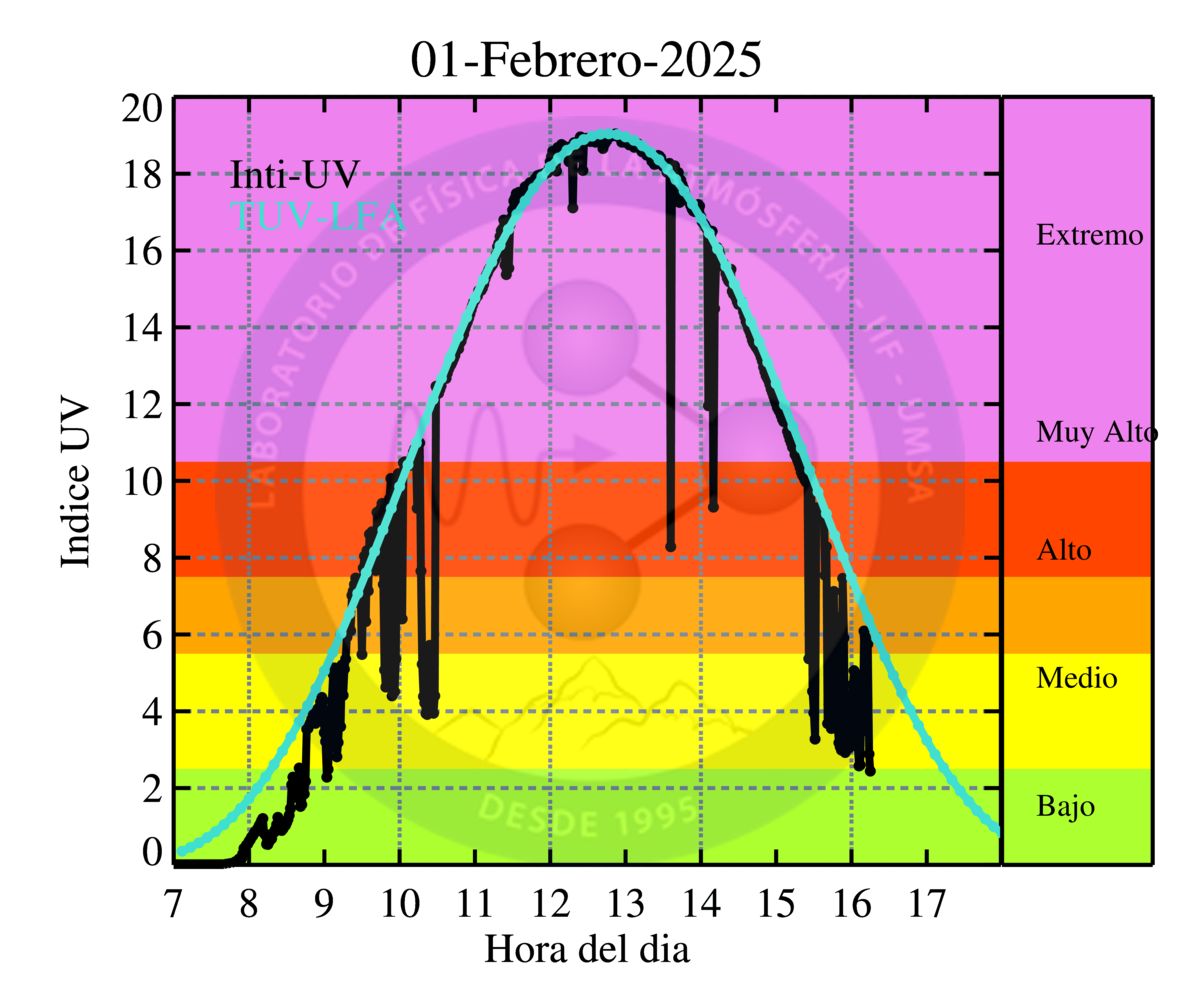 01-Febrero-2025
Inti-UV
TUV-LFA
Indice UV
20
18
16
14
12
10
8
6
4
2
0
7 8 9 10 11 12 13 14 15 16 17
Hora del dia
Extremo
Muy Alto
Alto
Medio
Bajo
LABORATORIO DE FÍSICA DE LA ATMÓSFERA - IIF - UMSA
DESDE 1995